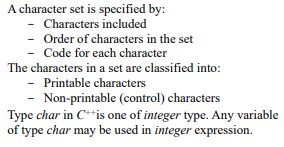 A character set is specified by:
– Characters included
– Order of characters in the set
– Code for each character
The characters in a set are classified into:
– Printable characters
– Non-printable (control) characters
Type char in C++is one of integer type. Any variable
of type char may be used in integer expression.